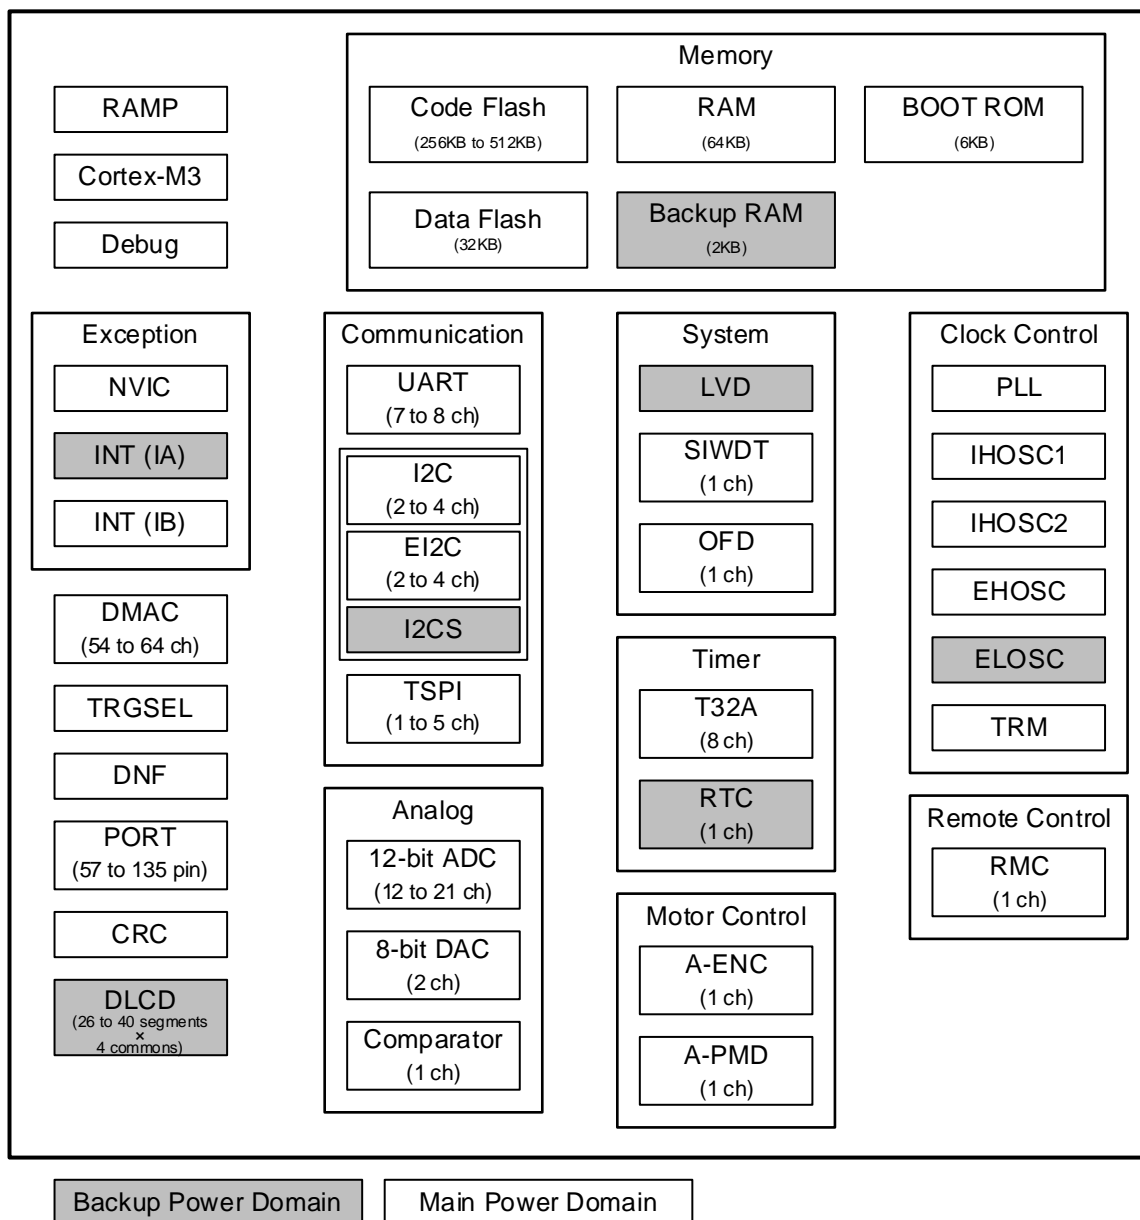 RAMP
Cortex-M3
Debug
Memory
Code Flash
(256KB to 512KB)
RAM
(64KB)
BOOT ROM
(6KB)
Data Flash
(32KB)
Backup RAM
(2KB)
Exception
NVIC
INT (IA)
INT (IB)
DMAC
(54 to 64 ch)
TRGSEL
DNF
PORT
(57 to 135 pin)
CRC
DLCD
(26 to 40 segments
×
4 commons)
Communication
UART
(7 to 8 ch)
I2C
(2 to 4 ch)
EI2C
(2 to 4 ch)
I2CS
TSPI
(1 to 5 ch)
Analog
12-bit ADC
(12 to 21 ch)
8-bit DAC
(2 ch)
Comparator
(1 ch)
System
LVD
SIWDT
(1 ch)
OFD
(1 ch)
Timer
T32A
(8 ch)
RTC
(1 ch)
Motor Control
A-ENC
(1 ch)
A-PMD
(1 ch)
Clock Control
PLL
IHOSC1
IHOSC2
EHOSC
ELOSC
TRM
Remote Control
RMC
(1 ch)
Backup Power Domain
Main Power Domain